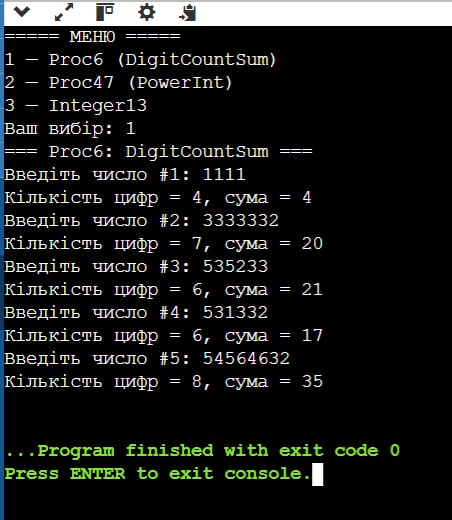 ===== МЕНЮ =====
1 — Proc6 (DigitCountSum)
2 — Proc47 (PowerInt)
3 — Integer13
Ваш вибір: 1
=== Proc6: DigitCountSum ===
Введіть число #1: 1111
Кількість цифр = 4, сума = 4
Введіть число #2: 3333332
Кількість цифр = 7, сума = 20
Введіть число #3: 535233
Кількість цифр = 6, сума = 21
Введіть число #4: 531332
Кількість цифр = 6, сума = 17
Введіть число #5: 54564632
Кількість цифр = 8, сума = 35
...Program finished with exit code 0
Press ENTER to exit console.